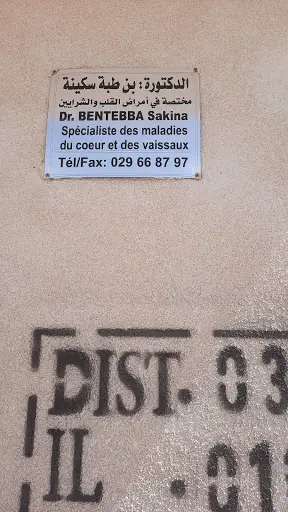 الدكتورة: بن طبة سكينة
مختصة في أمراض القلب والشرايين
Dr. BENTEBBA Sakina
Spécialiste des maladies
du coeur et des vaissaux
Tél/Fax: 029 66 87 97
DIST. 03
IL . 01